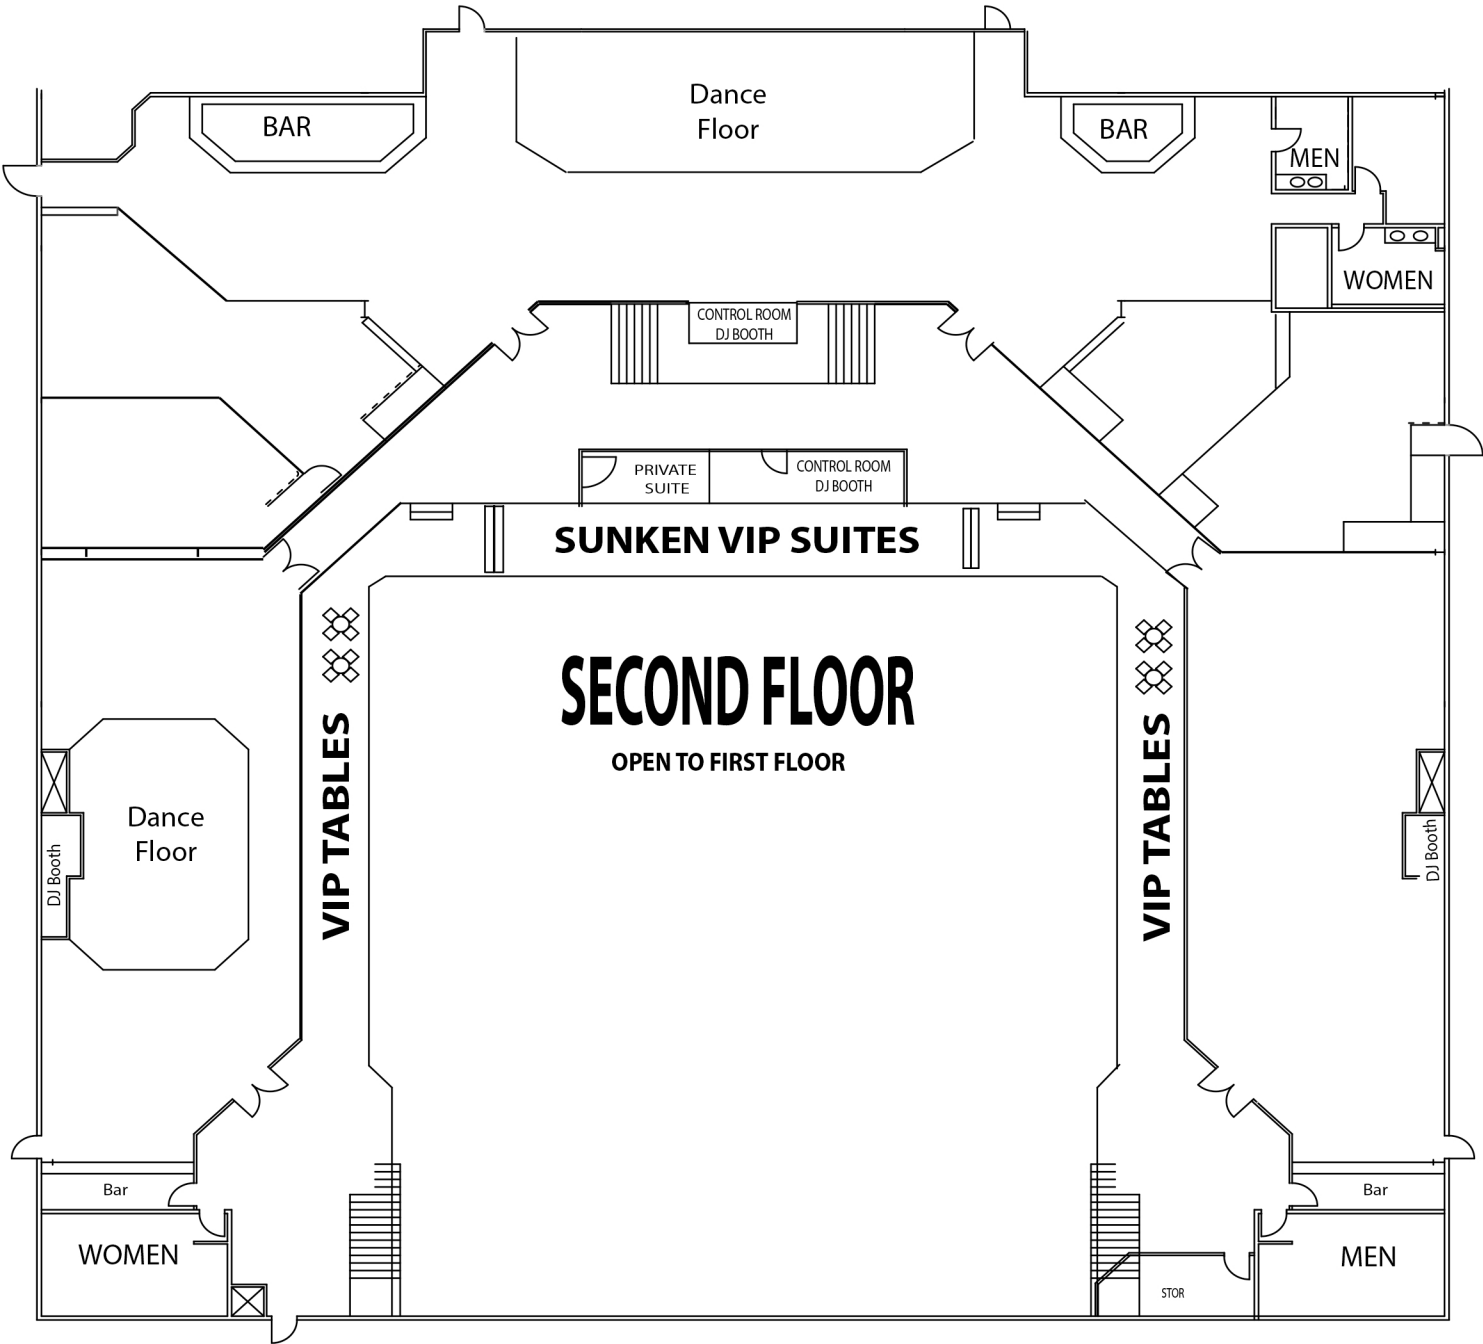 Dance
Floor
BAR
BAR
MEN
WOMEN
CONTROL ROOM
DJ BOOTH
PRIVATE
SUITE
CONTROL ROOM
DJ BOOTH
SUNKEN VIP SUITES
SECOND FLOOR
OPEN TO FIRST FLOOR
VIP TABLES
VIP TABLES
Dance
Floor
DJ Booth
DJ Booth
Bar
Bar
WOMEN
MEN
STOR